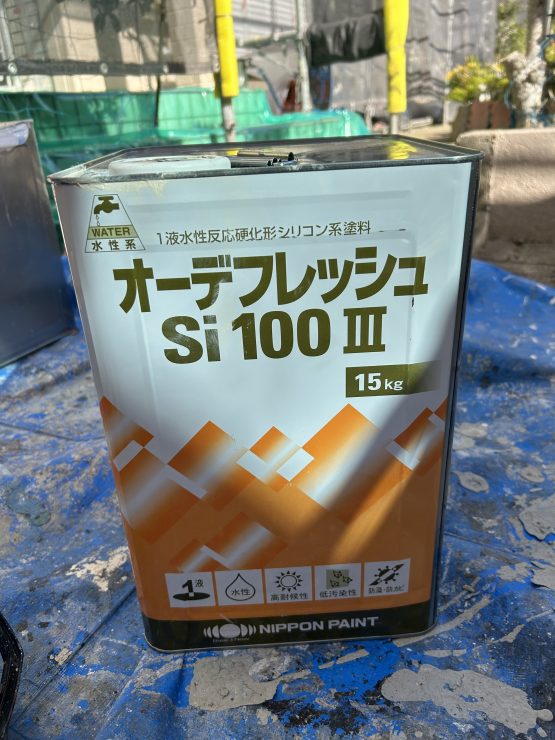 WATER
水性系
1液水性反応硬化形シリコン系塗料
オーデフレッシュ
Si 100 III
15kg
1液
水性
高耐候性
低汚染性
防藻・防かび
NIPPON PAINT